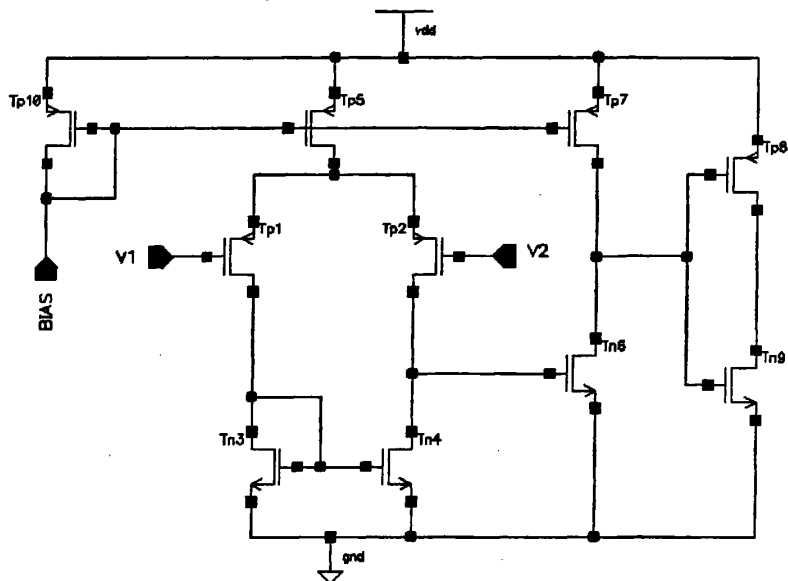 vdd
Tp10
Tp5
Tp7
Tp8
Tp1
Tp2
V1
V2
BIAS
Tn6
Tn9
Tn3
Tn4
gnd